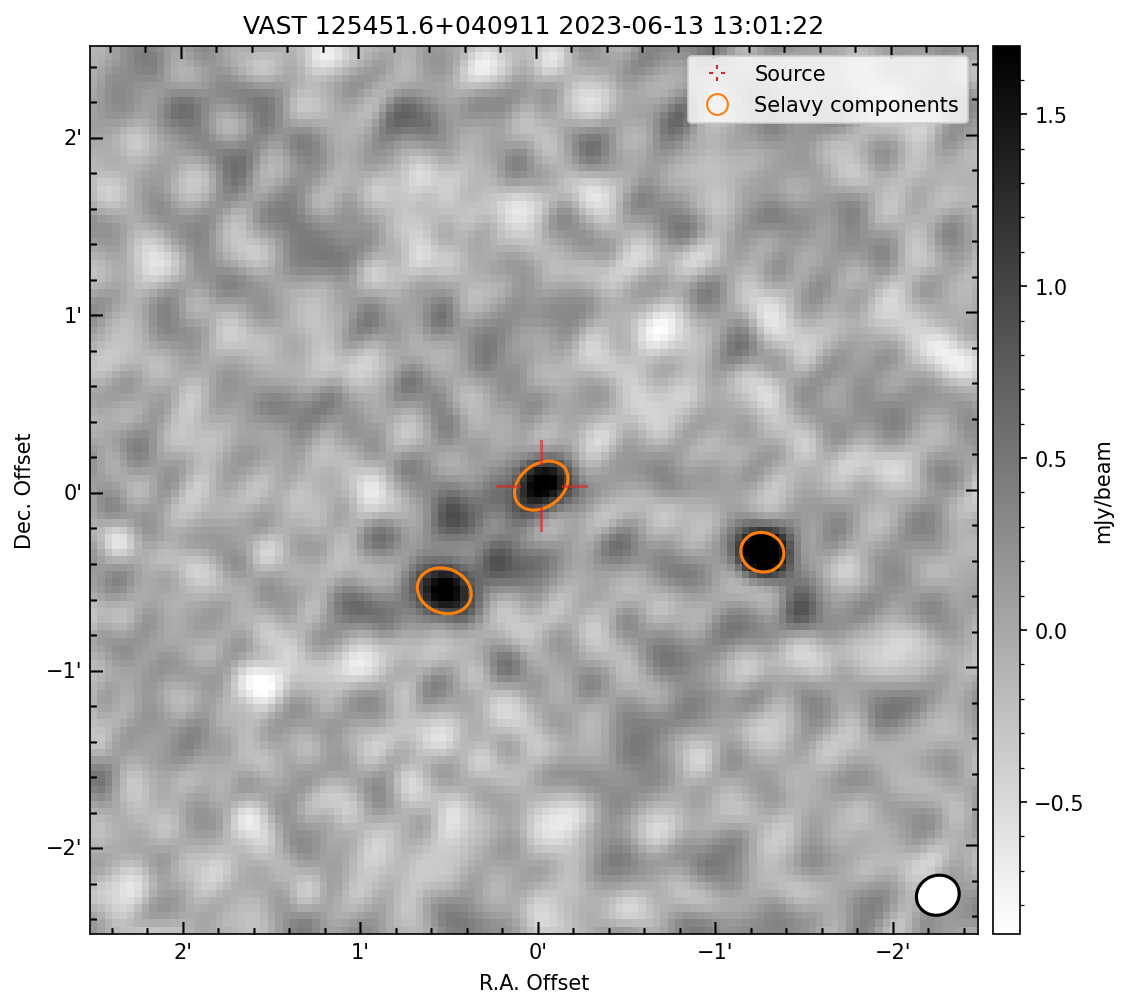 VAST 125451.6+040911 2023-06-13 13:01:22
Source
Selavy components
2'
1'
0'
−1'
−2'
Dec. Offset
2'
1'
0'
−1'
−2'
R.A. Offset
1.5
1.0
0.5
0.0
−0.5
mJy/beam